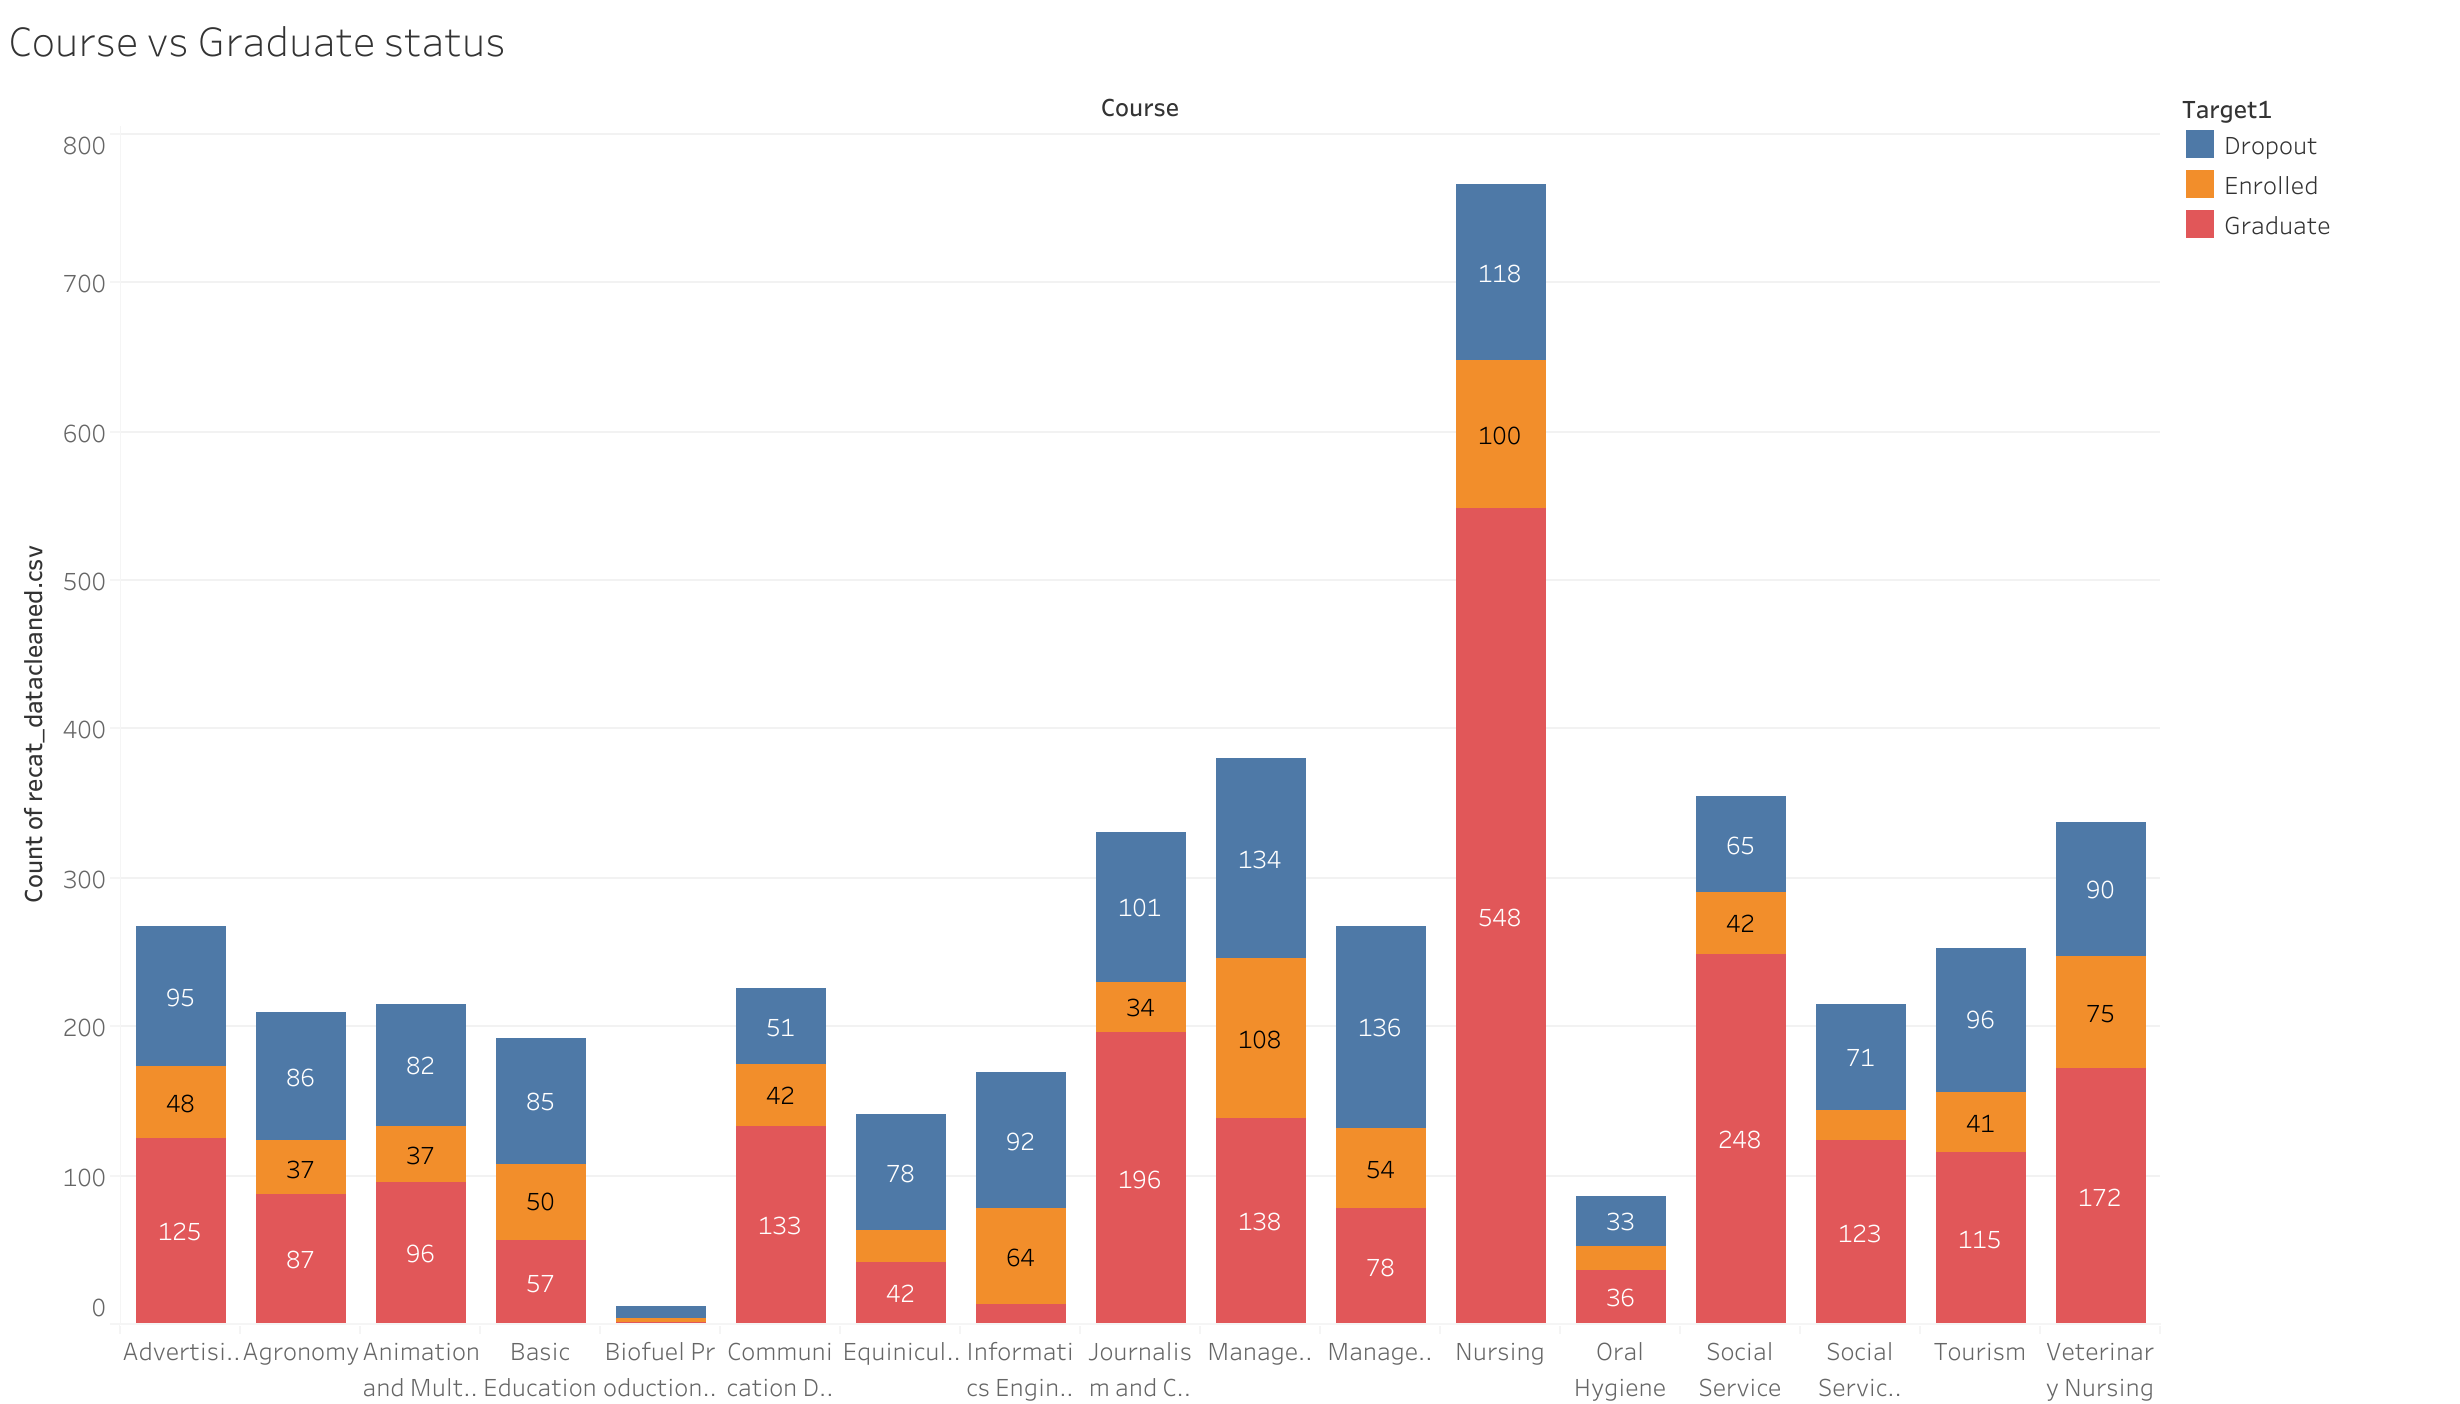 Course vs Graduate status
Course
Target1
Dropout
Enrolled
Graduate
Count of recat_datacleaned.csv
800
700
600
500
400
300
200
100
0
95
48
125
86
37
87
82
37
96
85
50
57
51
42
133
78
42
92
64
101
34
196
134
108
138
136
54
78
118
100
548
33
36
65
42
248
71
123
96
41
115
90
75
172
Advertisi..
Agronomy
Animation
and Mult..
Basic
Education
Biofuel Pr
oduction..
Communi
cation D..
Equinicul..
Informati
cs Engin..
Journalis
m and C..
Manage..
Manage..
Nursing
Oral
Hygiene
Social
Service
Social
Servic..
Tourism
Veterinar
y Nursing